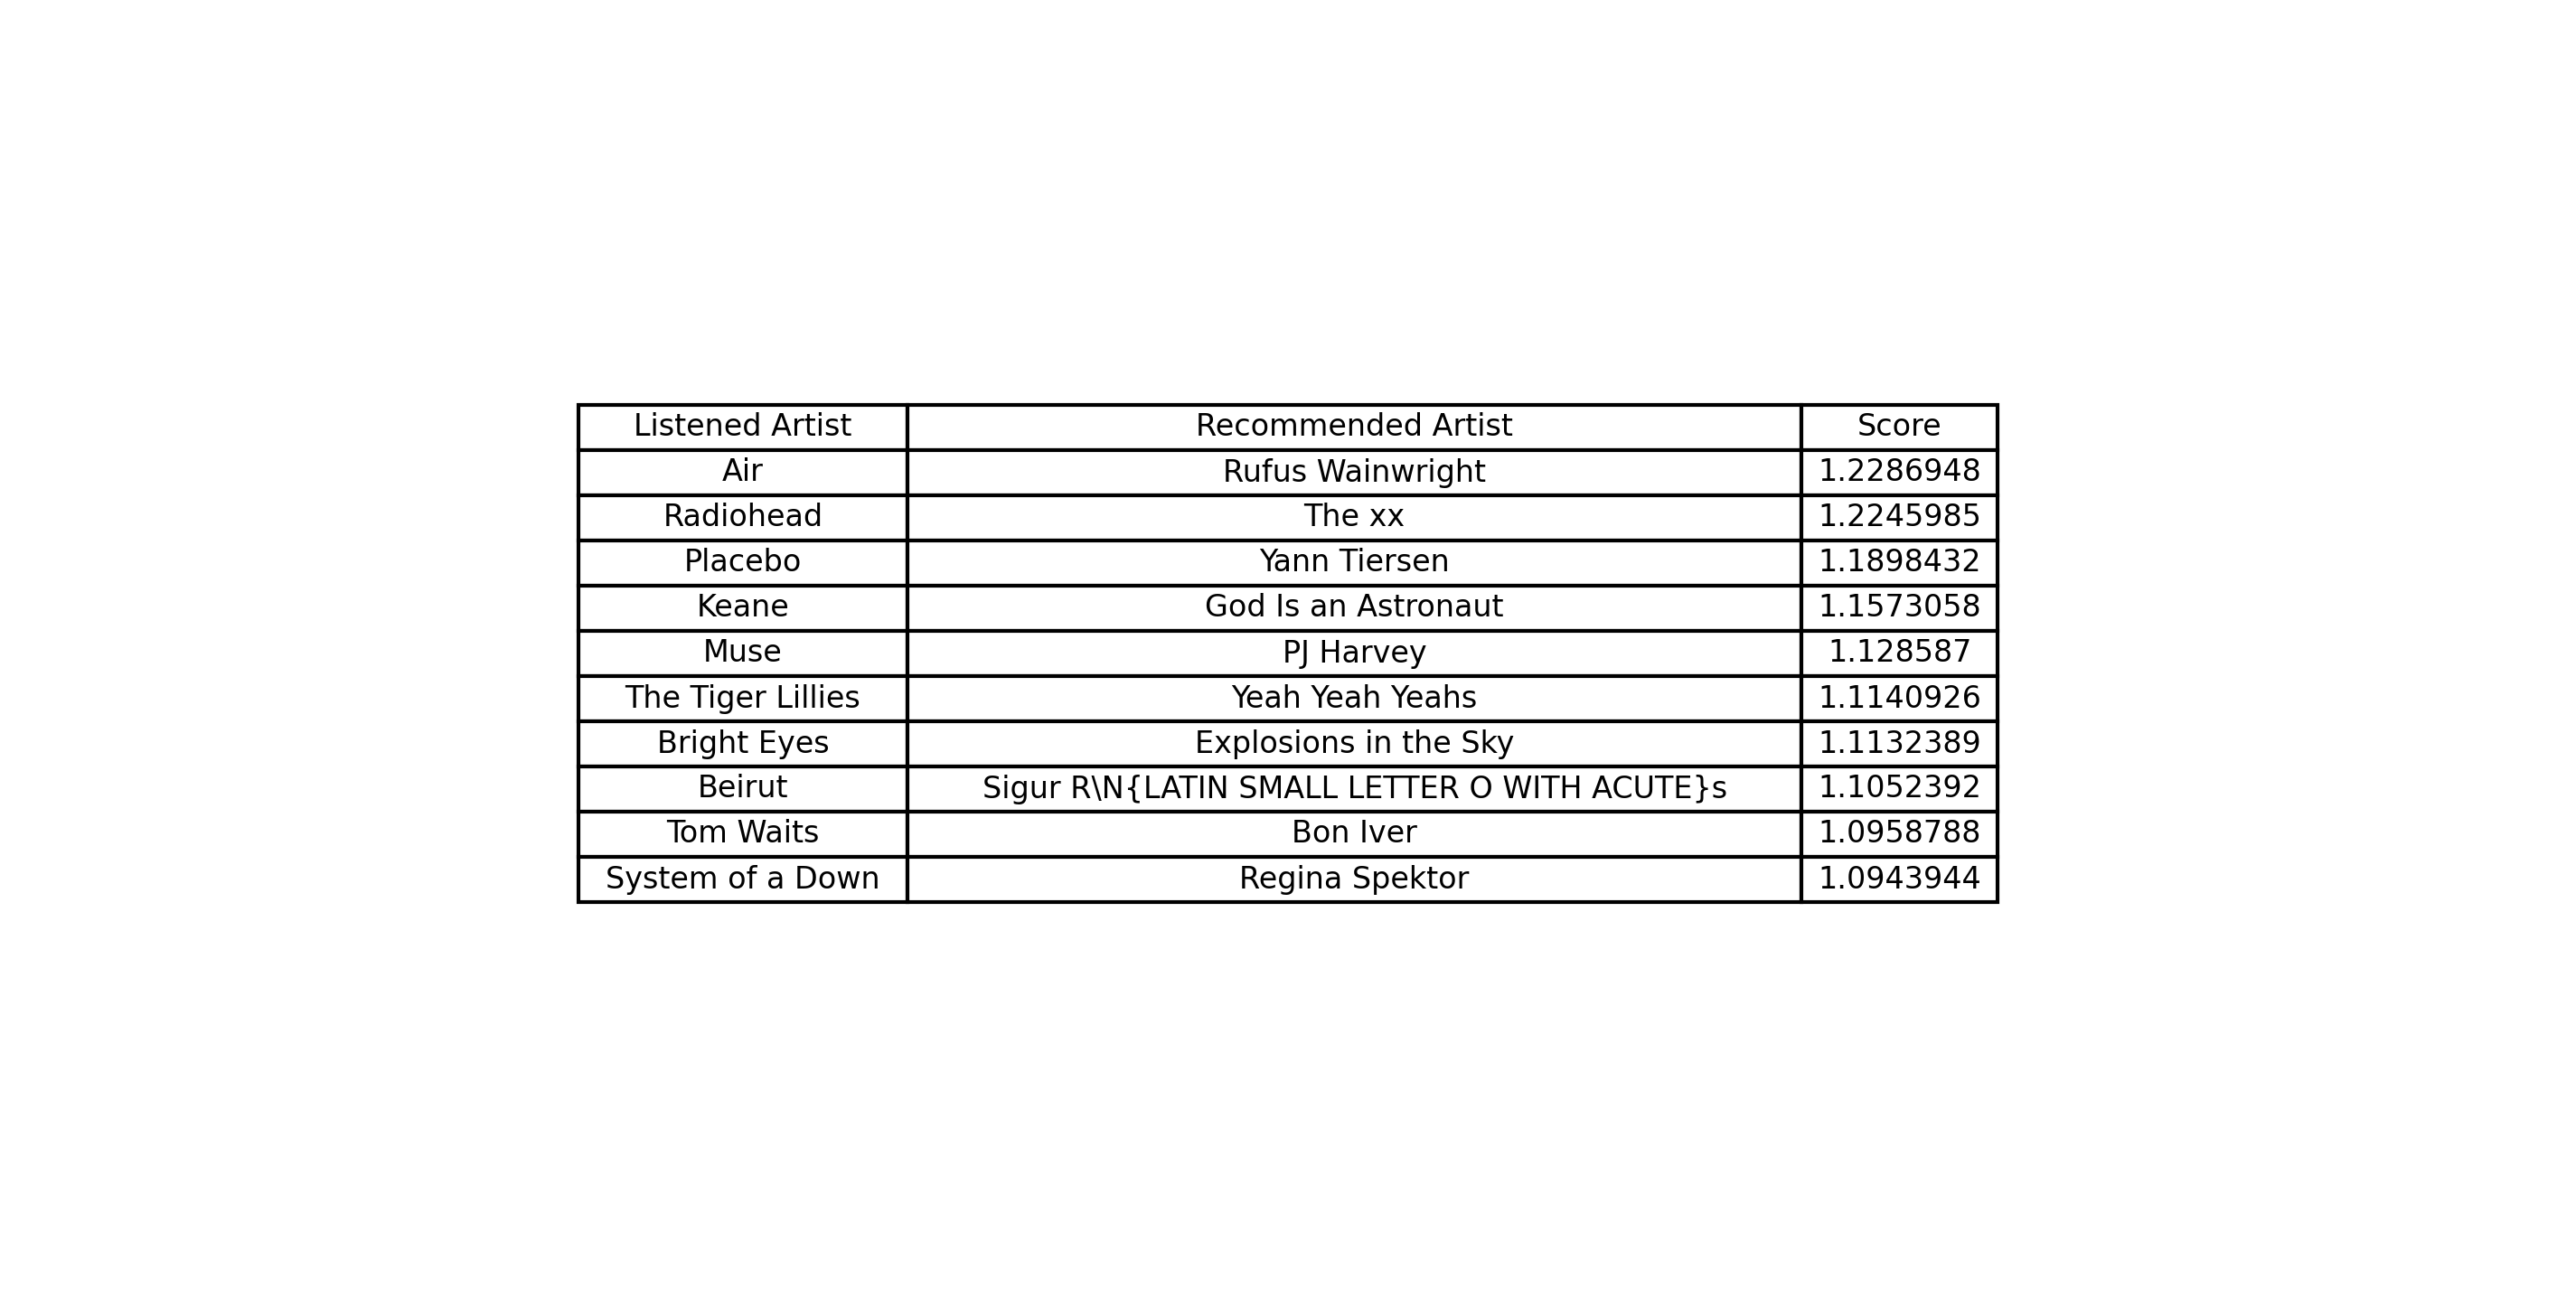 Listened Artist Recommended Artist Score
Air Rufus Wainwright 1.2286948
Radiohead The xx 1.2245985
Placebo Yann Tiersen 1.1898432
Keane God Is an Astronaut 1.1573058
Muse PJ Harvey 1.128587
The Tiger Lillies Yeah Yeah Yeahs 1.1140926
Bright Eyes Explosions in the Sky 1.1132389
Beirut Sigur R\N{LATIN SMALL LETTER O WITH ACUTE}s 1.1052392
Tom Waits Bon Iver 1.0958788
System of a Down Regina Spektor 1.0943944